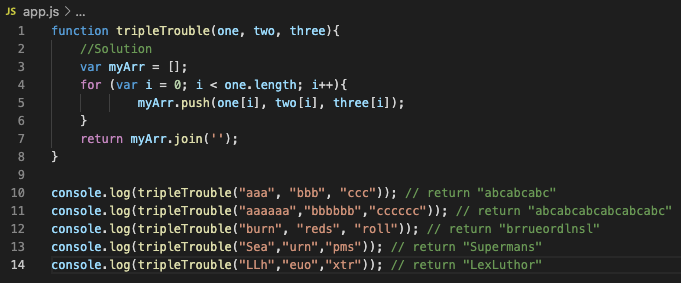 JS app.js > ...
1 function tripleTrouble(one, two, three){
2 //Solution
3 var myArr = [];
4 for (var i = 0; i < one.length; i++){
5 myArr.push(one[i], two[i], three[i]);
6 }
7 return myArr.join('');
8 }
9
10 console.log(tripleTrouble("aaa", "bbb", "ccc")); // return "abcabcabc"
11 console.log(tripleTrouble("aaaaaa","bbbbbb","cccccc")); // return "abcabcabcabcabcabc"
12 console.log(tripleTrouble("burn", "reds", "roll")); // return "brrueordlnsl"
13 console.log(tripleTrouble("Sea","urn","pms")); // return "Supermans"
14 console.log(tripleTrouble("LLh","euo","xtr")); // return "LexLuthor"